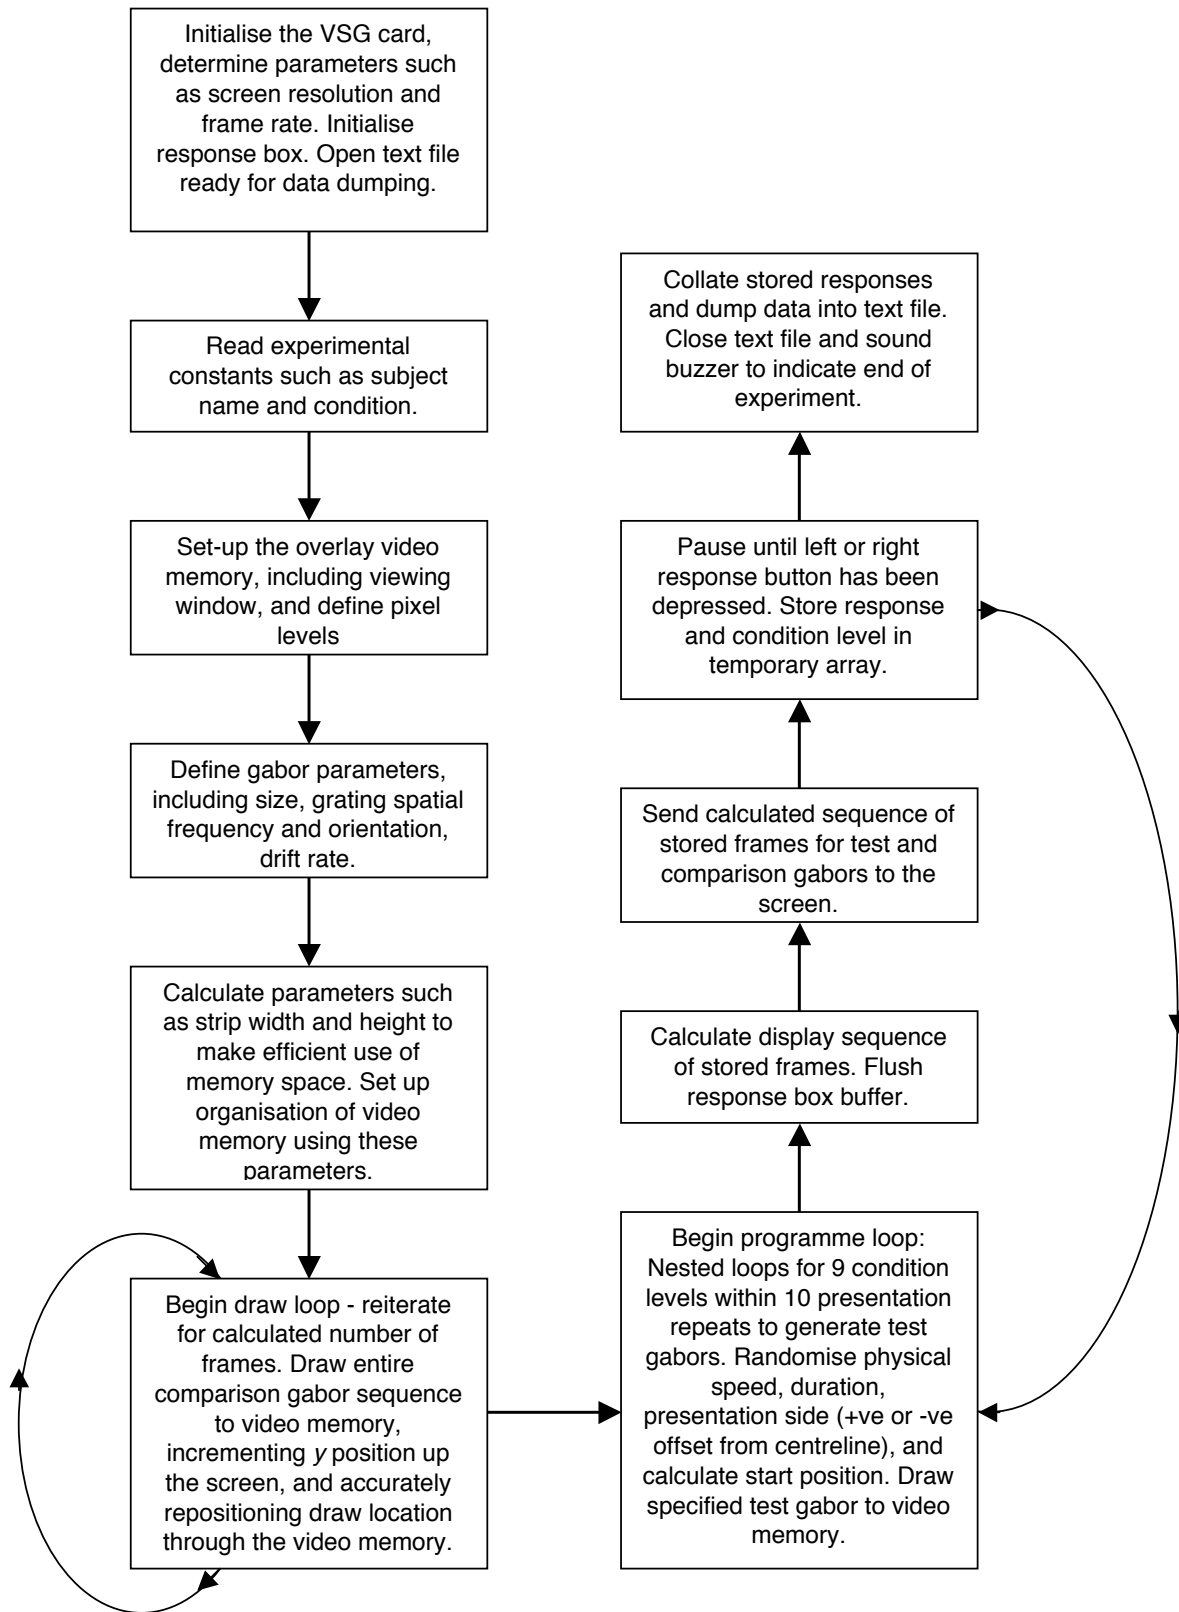 Initialise the VSG card,
determine parameters such
as screen resolution and
frame rate. Initialise
response box. Open text file
ready for data dumping.
Read experimental
constants such as subject
name and condition.
Set-up the overlay video
memory, including viewing
window, and define pixel
levels
Define gabor parameters,
including size, grating spatial
frequency and orientation,
drift rate.
Calculate parameters such
as strip width and height to
make efficient use of
memory space. Set up
organisation of video
memory using these
parameters.
Begin draw loop - reiterate
for calculated number of
frames. Draw entire
comparison gabor sequence
to video memory,
incrementing y position up
the screen, and accurately
repositioning draw location
through the video memory.
Begin programme loop:
Nested loops for 9 condition
levels within 10 presentation
repeats to generate test
gabors. Randomise physical
speed, duration,
presentation side (+ve or -ve
offset from centreline), and
calculate start position. Draw
specified test gabor to video
memory.
Calculate display sequence
of stored frames. Flush
response box buffer.
Send calculated sequence of
stored frames for test and
comparison gabors to the
screen.
Pause until left or right
response button has been
depressed. Store response
and condition level in
temporary array.
Collate stored responses
and dump data into text file.
Close text file and sound
buzzer to indicate end of
experiment.